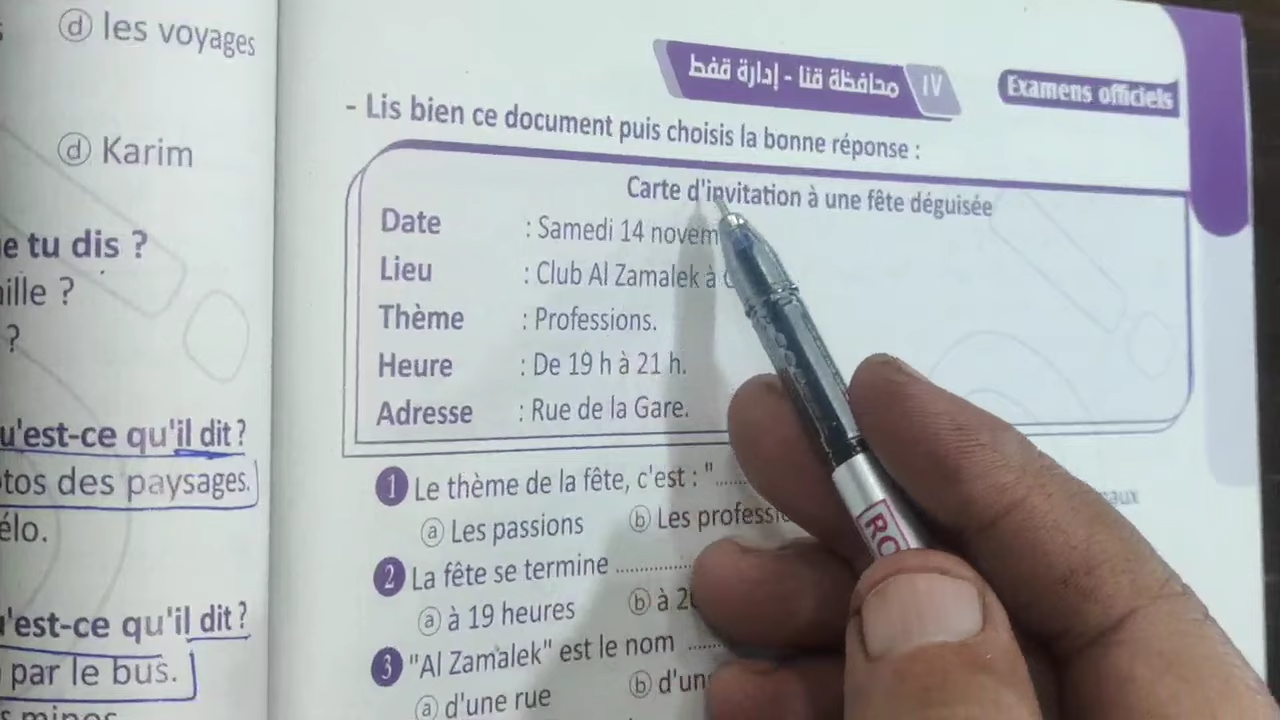 ⓓ les voyages
ⓓ Karim
e tu dis ?
ille ?
?
u'est-ce qu'il dit ?
tos des paysages.
élo.
'est-ce qu'il dit ?
par le bus.
Examens officiels
١٧ محافظة قنا - إدارة قفط
- Lis bien ce document puis choisis la bonne réponse :
Carte d'invitation à une fête déguisée
Date : Samedi 14 novem
Lieu : Club Al Zamalek à
Thème : Professions.
Heure : De 19 h à 21 h.
Adresse : Rue de la Gare.
1 Le thème de la fête, c'est : "......
ⓐ Les passions ⓑ Les profess
aux
2 La fête se termine ...............
ⓐ à 19 heures ⓑ à 2
3 "Al Zamalek" est le nom ......
ⓐ d'une rue ⓑ d'un